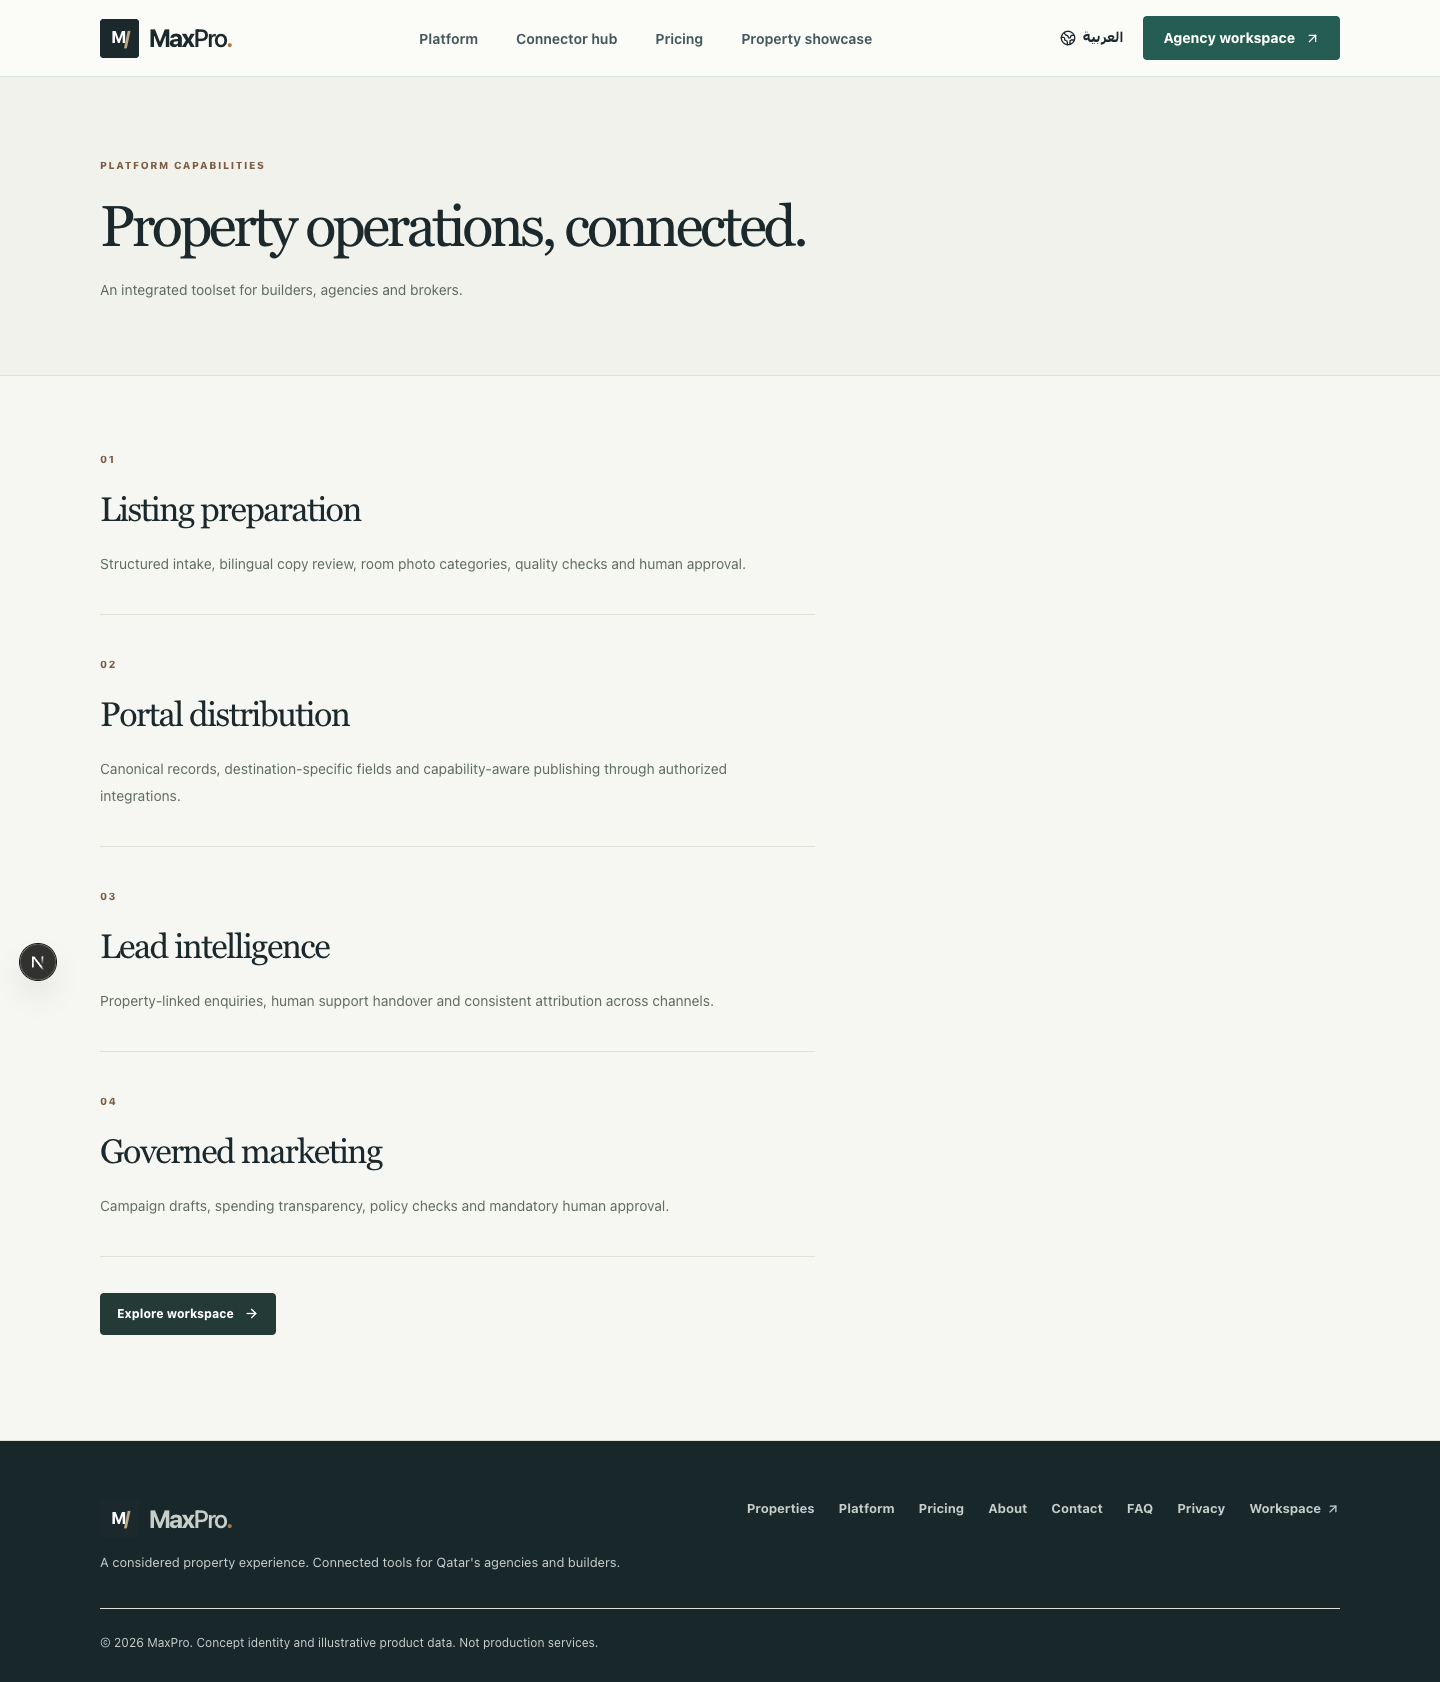 M/ MaxPro.
Platform
Connector hub
Pricing
Property showcase
العربية
Agency workspace
PLATFORM CAPABILITIES
Property operations, connected.
An integrated toolset for builders, agencies and brokers.
01
Listing preparation
Structured intake, bilingual copy review, room photo categories, quality checks and human approval.
02
Portal distribution
Canonical records, destination-specific fields and capability-aware publishing through authorized
integrations.
03
Lead intelligence
Property-linked enquiries, human support handover and consistent attribution across channels.
N
04
Governed marketing
Campaign drafts, spending transparency, policy checks and mandatory human approval.
Explore workspace
M/ MaxPro.
Properties
Platform
Pricing
About
Contact
FAQ
Privacy
Workspace
A considered property experience. Connected tools for Qatar's agencies and builders.
© 2026 MaxPro. Concept identity and illustrative product data. Not production services.